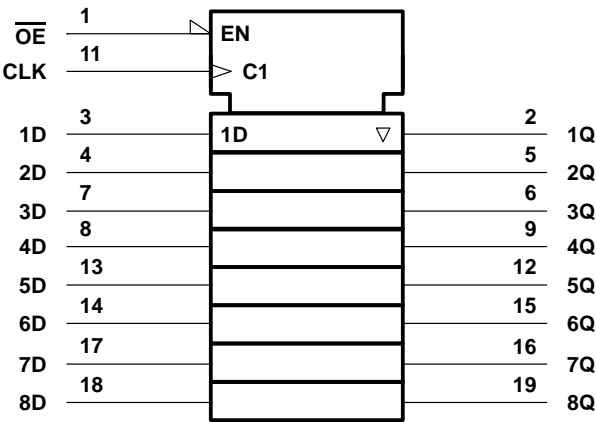 OE 1 EN
CLK 11 C1
1D 3 1D 2 1Q
2D 4 5 2Q
3D 7 6 3Q
4D 8 9 4Q
5D 13 12 5Q
6D 14 15 6Q
7D 17 16 7Q
8D 18 19 8Q